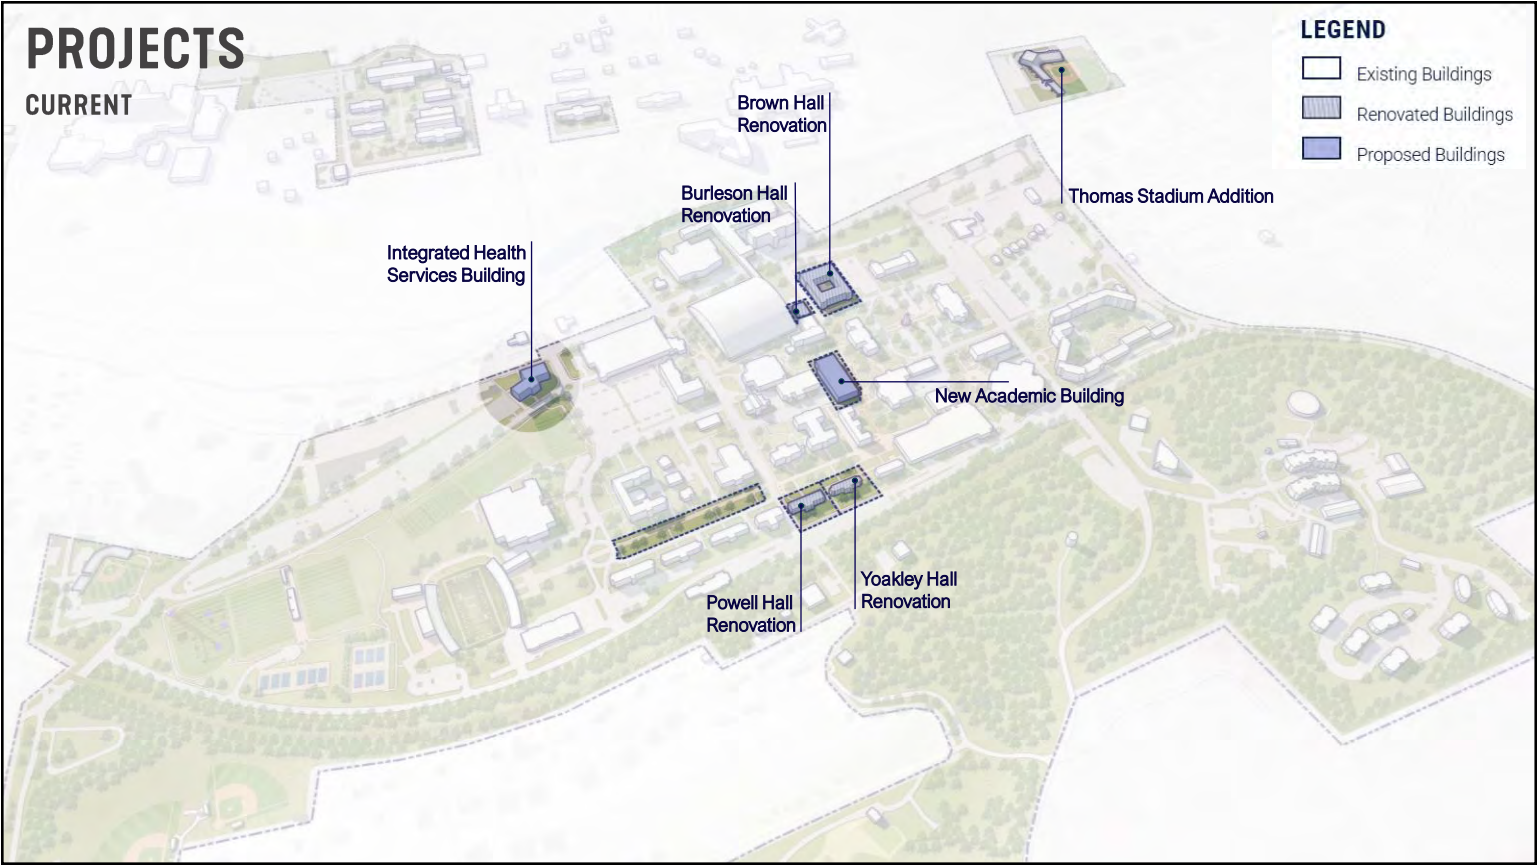 PROJECTS
CURRENT
LEGEND
Existing Buildings
Renovated Buildings
Proposed Buildings
Brown Hall
Renovation
Burleson Hall
Renovation
Thomas Stadium Addition
Integrated Health
Services Building
New Academic Building
Yoakley Hall
Renovation
Powell Hall
Renovation